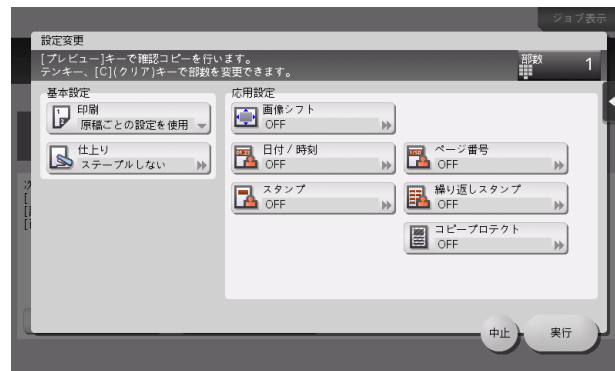 ジョブ表示
設定変更
[プレビュー]キーで確認コピーを行います。
テンキー、[C](クリア)キーで部数を変更できます。
部数
1
基本設定
印刷
原稿ごとの設定を使用
仕上り
ステープルしない
応用設定
画像シフト
OFF
日付/時刻
OFF
ページ番号
OFF
スタンプ
OFF
繰り返しスタンプ
OFF
コピープロテクト
OFF
中止
実行